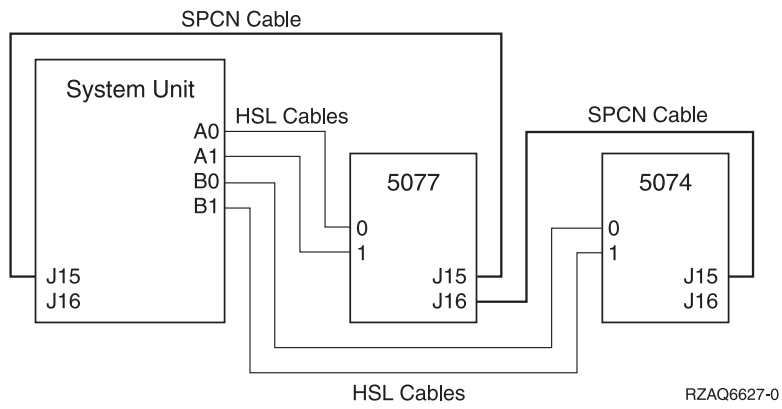 SPCN Cable
System Unit
HSL Cables
A0
A1
B0
B1
J15
J16
5077
0
1
J15
J16
SPCN Cable
5074
0
1
J15
J16
HSL Cables
RZAQ6627-0